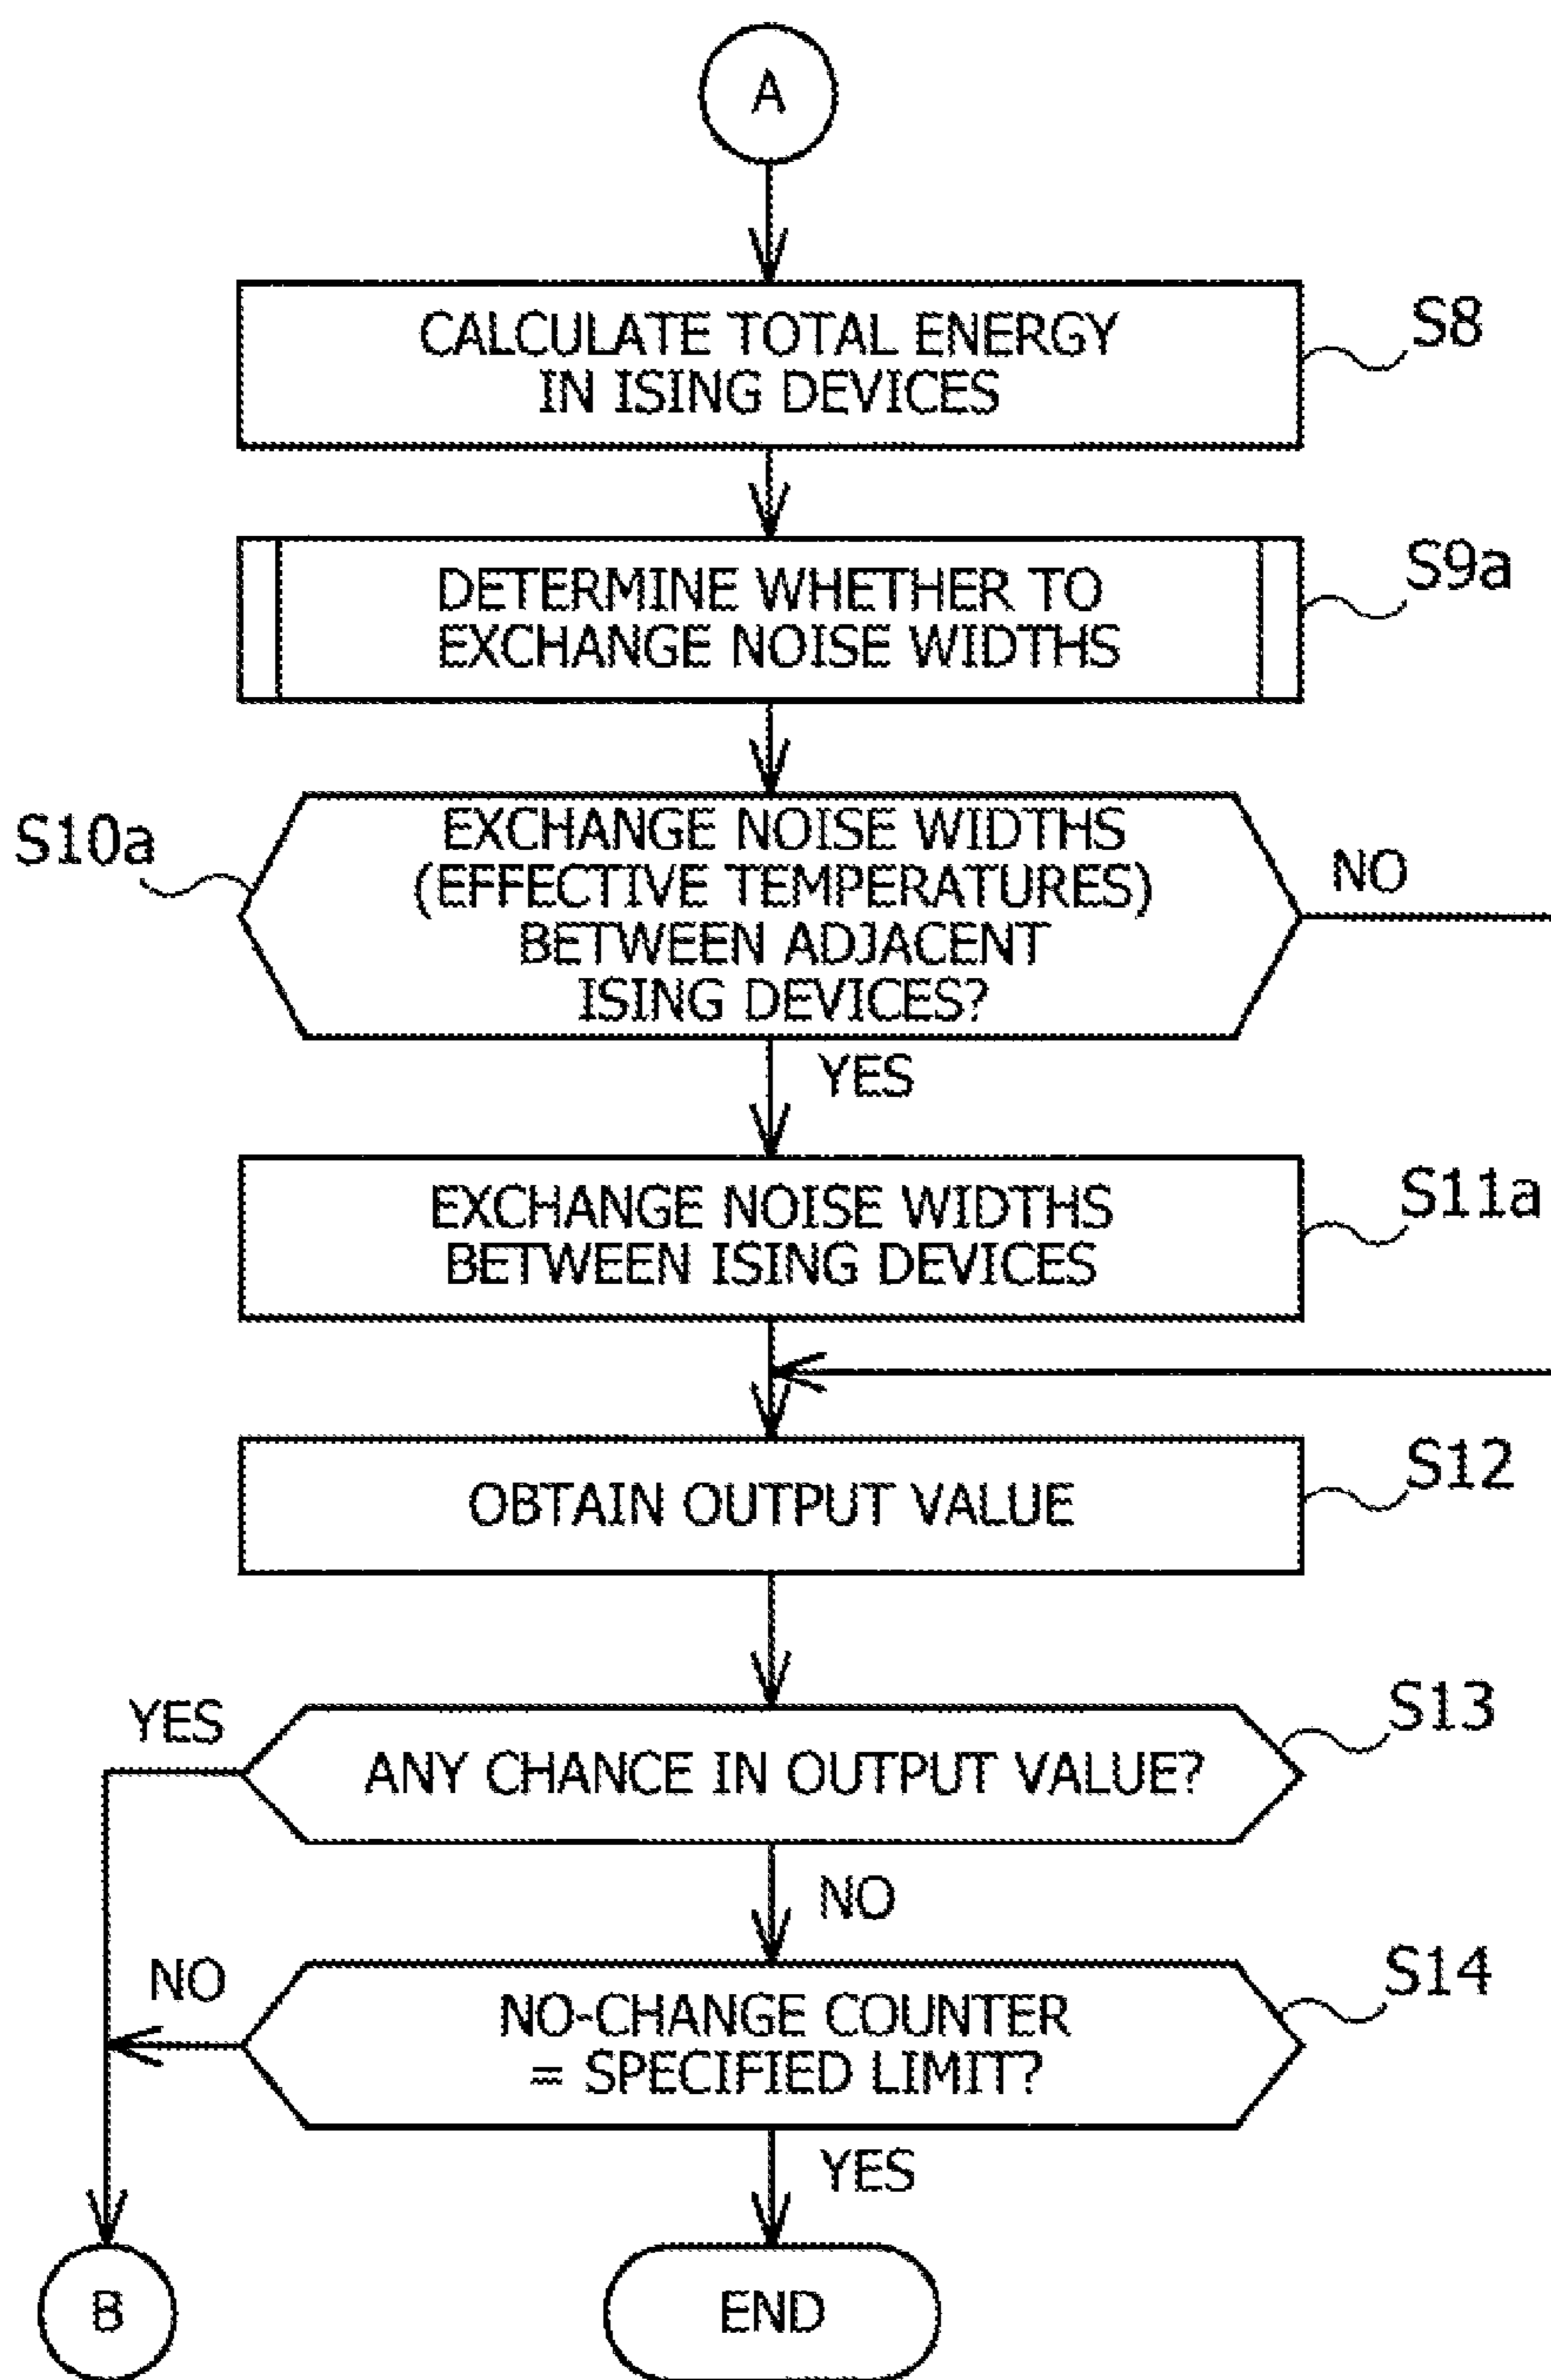 A
CALCULATE TOTAL ENERGY
IN ISING DEVICES
S8
DETERMINE WHETHER TO
EXCHANGE NOISE WIDTHS
S9a
S10a
EXCHANGE NOISE WIDTHS
(EFFECTIVE TEMPERATURES)
BETWEEN ADJACENT
ISING DEVICES?
NO
YES
EXCHANGE NOISE WIDTHS
BETWEEN ISING DEVICES
S11a
OBTAIN OUTPUT VALUE
S12
YES
ANY CHANCE IN OUTPUT VALUE?
S13
NO
NO
NO-CHANGE COUNTER
= SPECIFIED LIMIT?
S14
YES
B
END